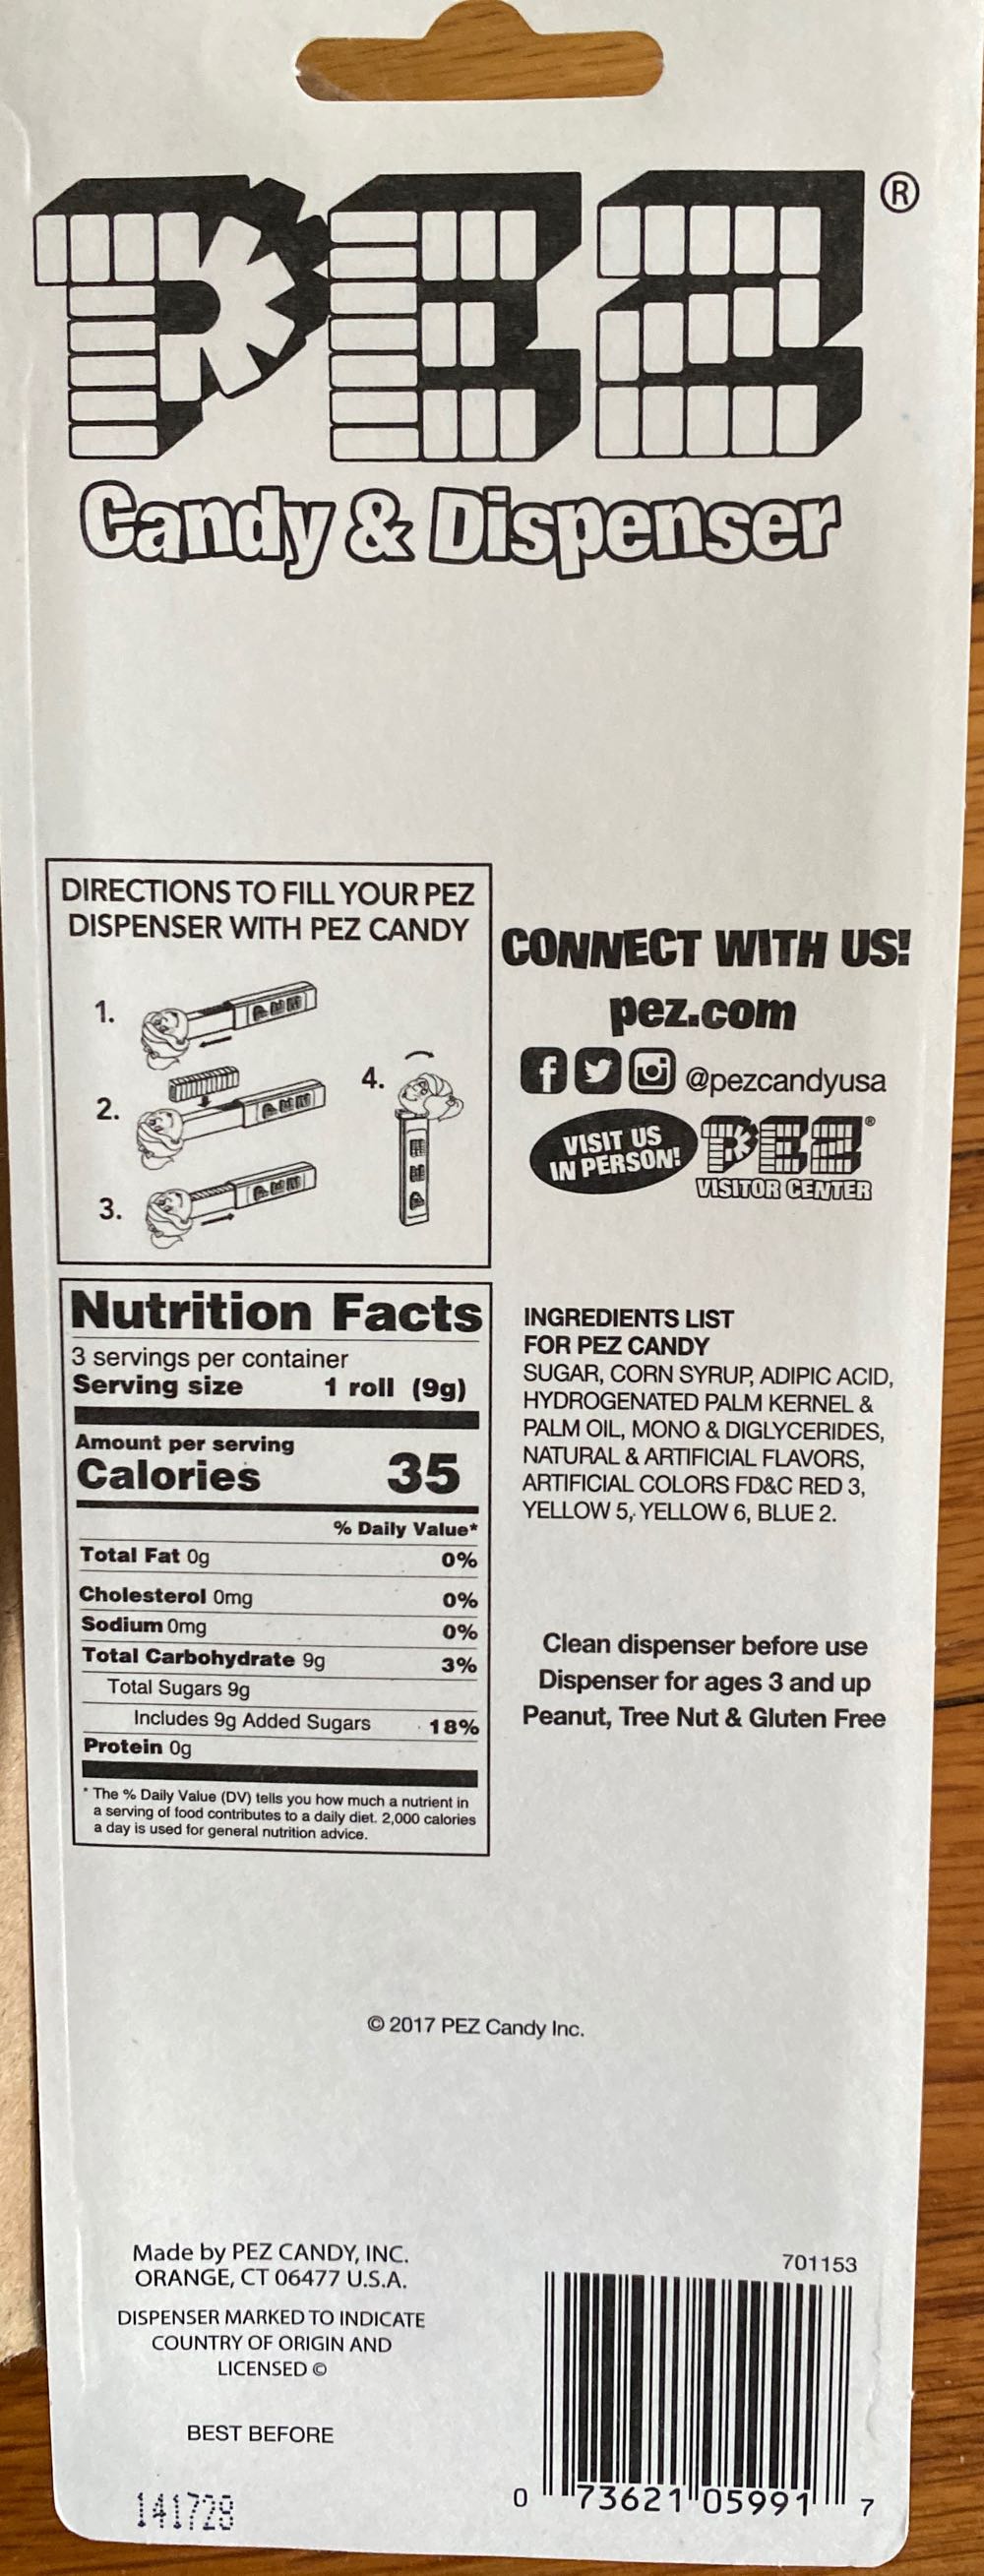 PEZ®
Candy & Dispenser
DIRECTIONS TO FILL YOUR PEZ
DISPENSER WITH PEZ CANDY
1.
PEZ
2.
PEZ
3.
PEZ
4.
PEZ
CONNECT WITH US!
pez.com
@pezcandyusa
VISIT US
IN PERSON!
PEZ®
VISITOR CENTER
Nutrition Facts
3 servings per container
Serving size 1 roll (9g)
Amount per serving
Calories 35
% Daily Value*
Total Fat 0g 0%
Cholesterol 0mg 0%
Sodium 0mg 0%
Total Carbohydrate 9g 3%
Total Sugars 9g
Includes 9g Added Sugars 18%
Protein 0g
* The % Daily Value (DV) tells you how much a nutrient in
a serving of food contributes to a daily diet. 2,000 calories
a day is used for general nutrition advice.
INGREDIENTS LIST
FOR PEZ CANDY
SUGAR, CORN SYRUP, ADIPIC ACID,
HYDROGENATED PALM KERNEL &
PALM OIL, MONO & DIGLYCERIDES,
NATURAL & ARTIFICIAL FLAVORS,
ARTIFICIAL COLORS FD&C RED 3,
YELLOW 5, YELLOW 6, BLUE 2.
Clean dispenser before use
Dispenser for ages 3 and up
Peanut, Tree Nut & Gluten Free
© 2017 PEZ Candy Inc.
Made by PEZ CANDY, INC.
ORANGE, CT 06477 U.S.A.
DISPENSER MARKED TO INDICATE
COUNTRY OF ORIGIN AND
LICENSED ©
BEST BEFORE
141728
701153
0 73621 05991 7